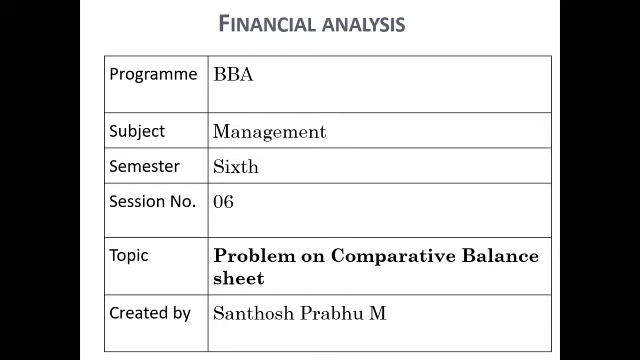 FINANCIAL ANALYSIS
Programme BBA
Subject Management
Semester Sixth
Session No. 06
Topic Problem on Comparative Balance
sheet
Created by Santhosh Prabhu M